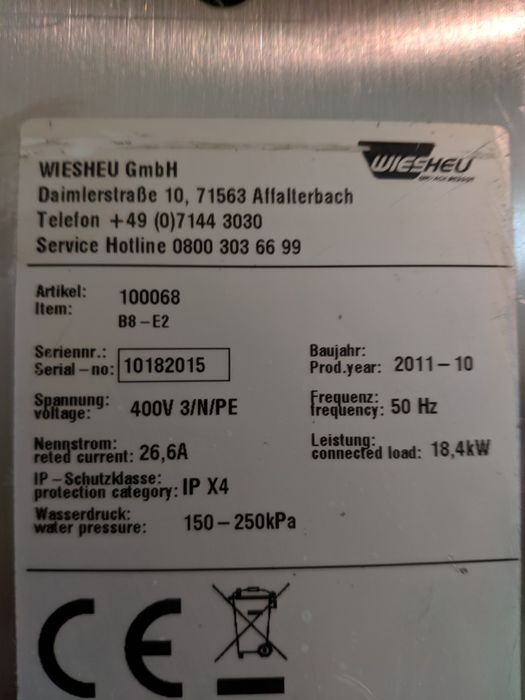 WIESHEU GmbH
Daimlerstraße 10, 71563 Affalterbach
Telefon +49 (0)7144 3030
Service Hotline 0800 303 66 99
WIESHEU
Artikel: 100068
Item:
B8-E2
Seriennr.:
Serial-no: 10182015
Baujahr:
Prod.year: 2011-10
Spannung:
voltage: 400V 3/N/PE
Frequenz:
frequency: 50 Hz
Nennstrom:
reted current: 26,6A
Leistung:
connected load: 18,4kW
IP-Schutzklasse:
protection category: IP X4
Wasserdruck:
water pressure: 150-250kPa
CE